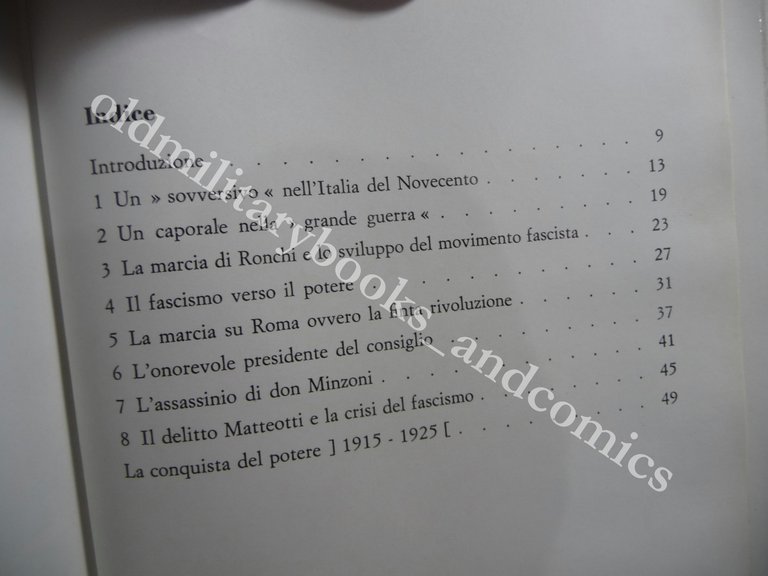 Indice
Introduzione . . . . . . . . . . . . . . . . . 9
1 Un » sovversivo « nell'Italia del Novecento . . . . . . 13
2 Un caporale nella » grande guerra « . . . . . . . . . 19
3 La marcia di Ronchi e lo sviluppo del movimento fascista . . . 23
4 Il fascismo verso il potere . . . . . . . . . . . . 27
5 La marcia su Roma ovvero la finta rivoluzione . . . . . . 31
6 L'onorevole presidente del consiglio . . . . . . . . . 37
7 L'assassinio di don Minzoni . . . . . . . . . . . 41
8 Il delitto Matteotti e la crisi del fascismo . . . . . . . 45
La conquista del potere ] 1915 - 1925 [ . . . . . . . . 49
oldmilitarybooks_andcomics